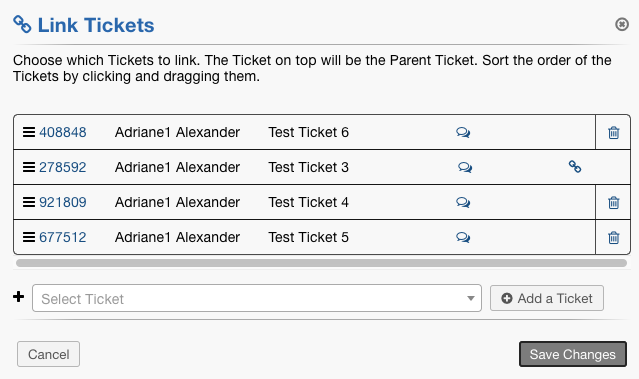 Link Tickets
Choose which Tickets to link. The Ticket on top will be the Parent Ticket. Sort the order of the
Tickets by clicking and dragging them.
408848 Adriane1 Alexander Test Ticket 6
278592 Adriane1 Alexander Test Ticket 3
921809 Adriane1 Alexander Test Ticket 4
677512 Adriane1 Alexander Test Ticket 5
Select Ticket Add a Ticket
Cancel Save Changes